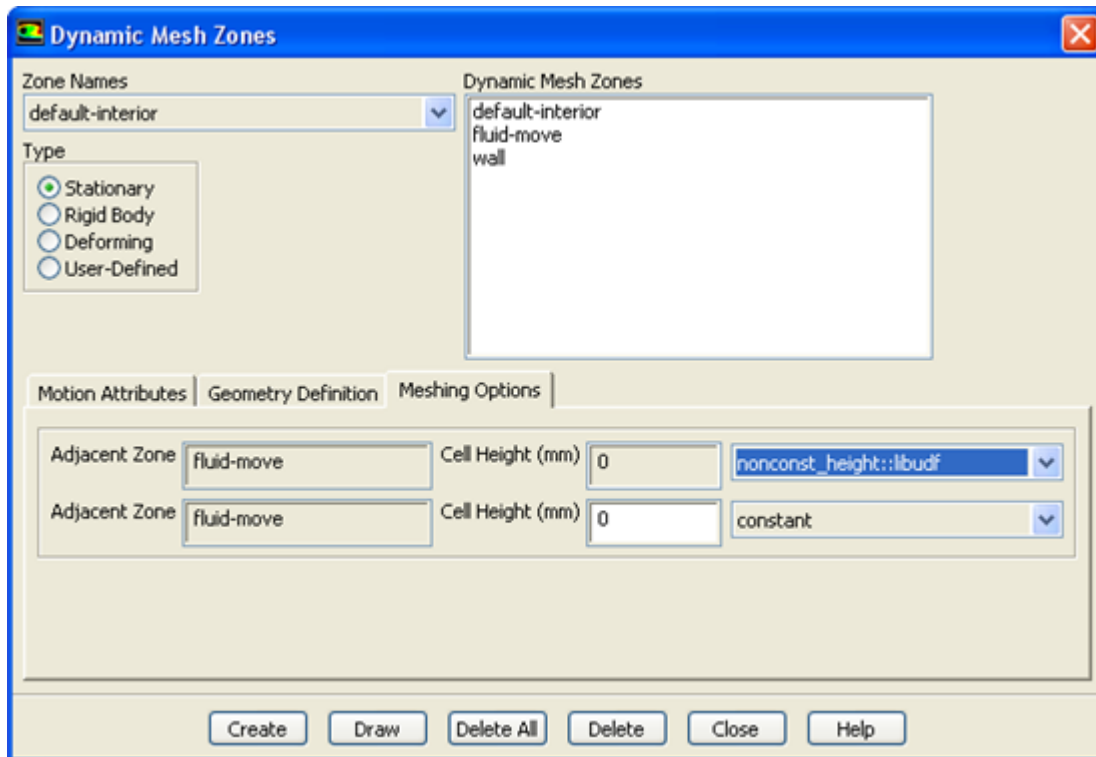 Dynamic Mesh Zones
Zone Names
default-interior
Type
Stationary
Rigid Body
Deforming
User-Defined
Dynamic Mesh Zones
default-interior
fluid-move
wall
Motion Attributes Geometry Definition Meshing Options
Adjacent Zone fluid-move Cell Height (mm) 0 nonconst_height::libudf
Adjacent Zone fluid-move Cell Height (mm) 0 constant
Create Draw Delete All Delete Close Help